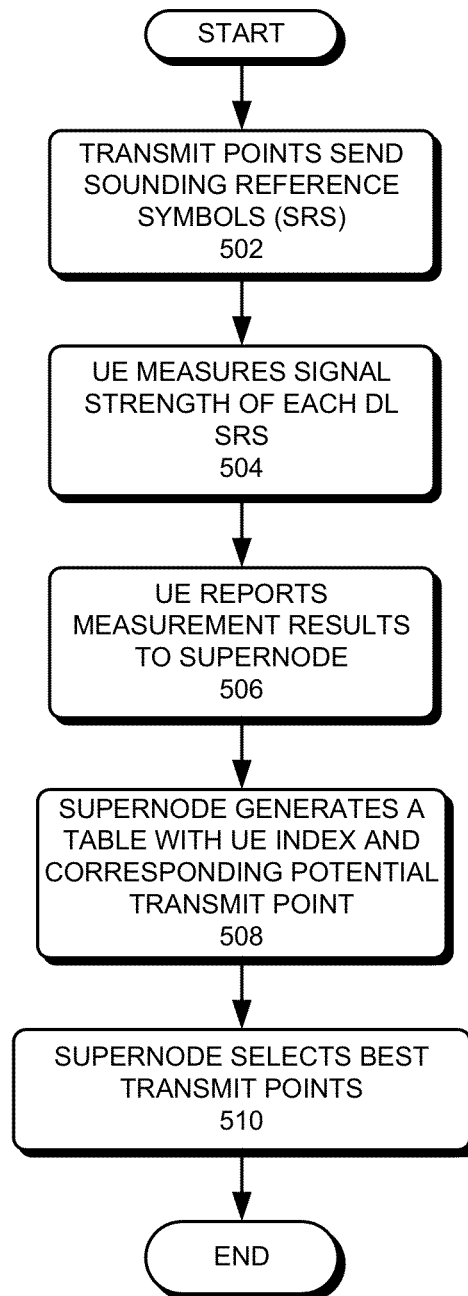 START
TRANSMIT POINTS SEND
SOUNDING REFERENCE
SYMBOLS (SRS)
502
UE MEASURES SIGNAL
STRENGTH OF EACH DL
SRS
504
UE REPORTS
MEASUREMENT RESULTS
TO SUPERNODE
506
SUPERNODE GENERATES A
TABLE WITH UE INDEX AND
CORRESPONDING POTENTIAL
TRANSMIT POINT
508
SUPERNODE SELECTS BEST
TRANSMIT POINTS
510
END